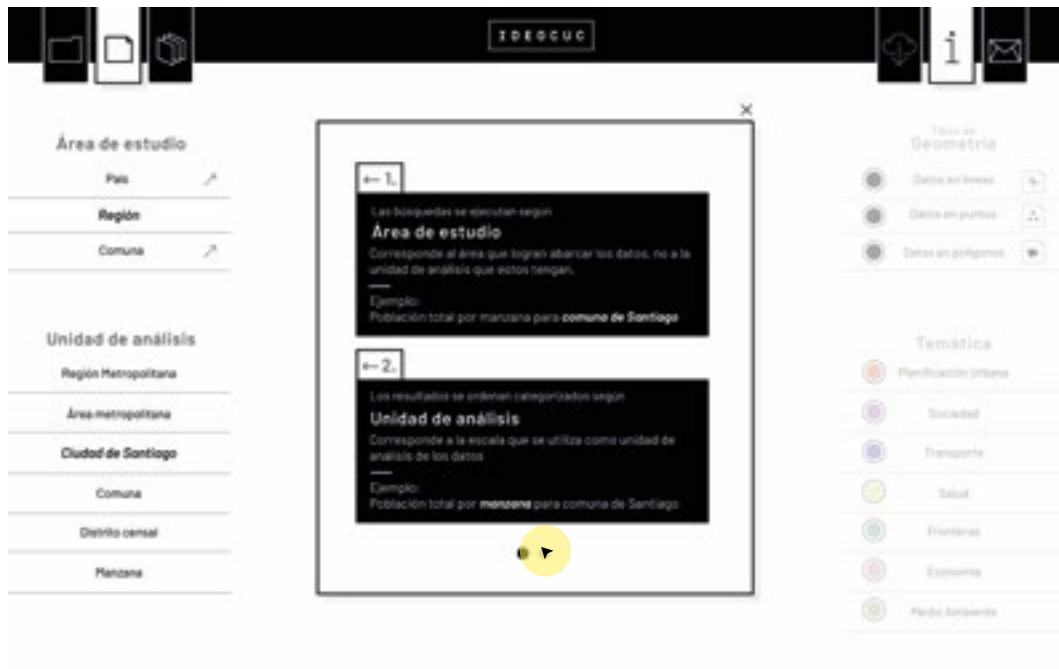 IDEOCUC
i
Área de estudio
País
Región
Comuna
Unidad de análisis
Región Metropolitana
Área metropolitana
Ciudad de Santiago
Comuna
Distrito censal
Manzana
← 1.
Las búsquedas se ejecutan según
Área de estudio
Corresponde al área que logran abarcar los datos, no a la
unidad de análisis que estos tengan.
Ejemplo:
Población total por manzana para comuna de Santiago
← 2.
Los resultados se ordenan categorizados según
Unidad de análisis
Corresponde a la escala que se utiliza como unidad de
análisis de los datos
Ejemplo:
Población total por manzana para comuna de Santiago
Geometría
Datos en líneas
Datos en puntos
Datos en polígonos
Temática
Planificación Urbana
Sociedad
Transporte
Salud
Fronteras
Economía
Medio Ambiente